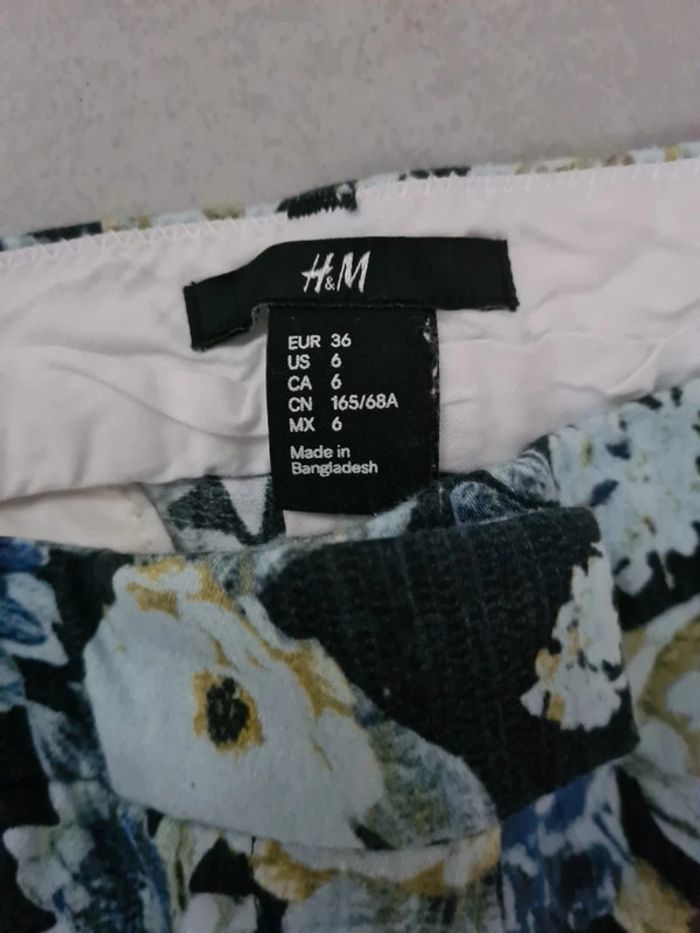 H&M
EUR 36
US 6
CA 6
CN 165/68A
MX 6
Made in
Bangladesh